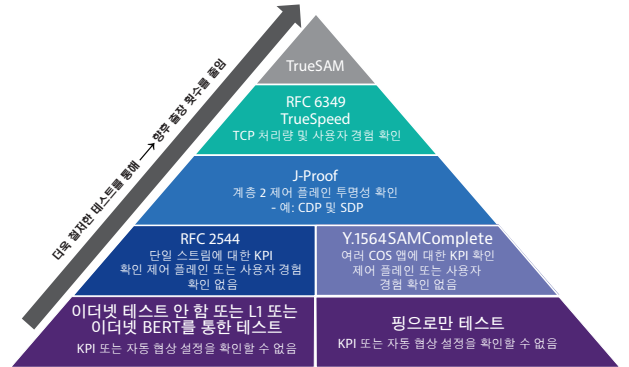 TrueSAM
RFC 6349
TrueSpeed
TCP 처리량 및 사용자 경험 확인
J-Proof
계층 2 제어 플레인 투명성 확인
- 예: CDP 및 SDP
RFC 2544
단일 스트림에 대한 KPI
확인 제어 플레인 또는 사용자 경험
확인 없음
Y.1564 SAMComplete
여러 COS 앱에 대한 KPI 확인
제어 플레인 또는 사용자
경험 확인 없음
이더넷 테스트 안 함 또는 L1 또는
이더넷 BERT를 통한 테스트
KPI 또는 자동 협상 설정을 확인할 수 없음
핑으로만 테스트
KPI 또는 자동 협상 설정을 확인할 수 없음
더욱 철저한 테스트를 통해 → 향후 출장 횟수를 줄임